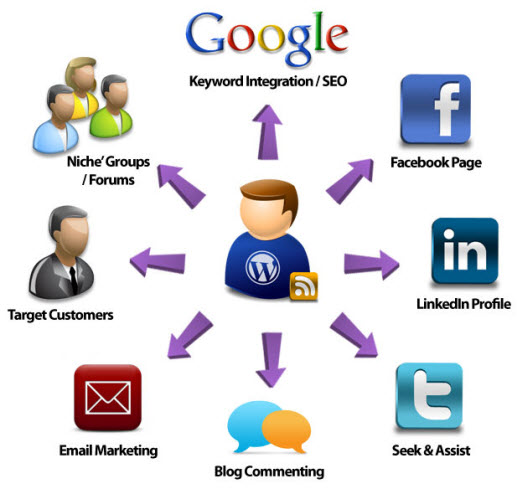 Google
Keyword Integration / SEO
Niche' Groups
/ Forums
f
Facebook Page
W
Target Customers
in
LinkedIn Profile
Email Marketing
Blog Commenting
t
Seek & Assist